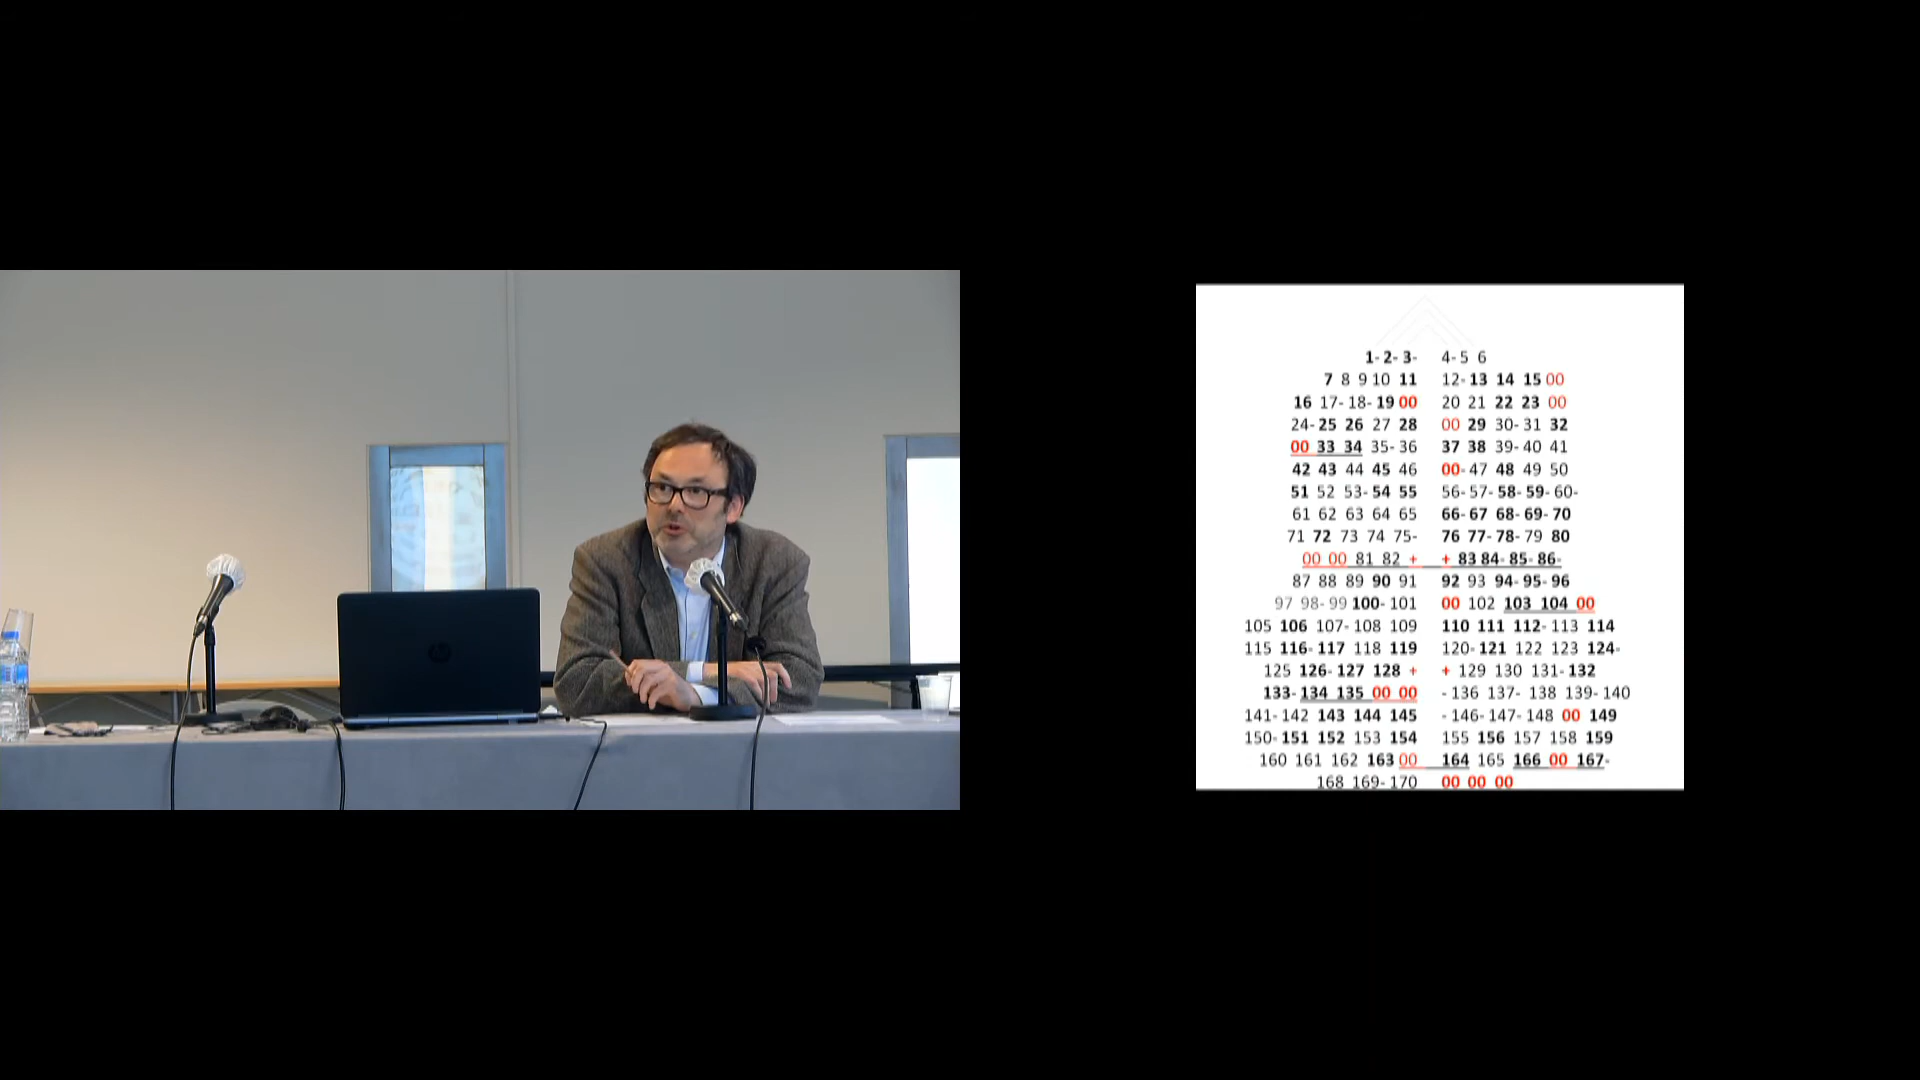 1- 2- 3- 4- 5 6
7 8 9 10 11 12- 13 14 15 00
16 17- 18- 19 00 20 21 22 23 00
24- 25 26 27 28 00 29 30- 31 32
00 33 34 35- 36 37 38 39- 40 41
42 43 44 45 46 00- 47 48 49 50
51 52 53- 54 55 56- 57- 58- 59- 60-
61 62 63 64 65 66- 67 68- 69- 70
71 72 73 74 75- 76 77- 78- 79 80
00 00 81 82 + + 83 84- 85- 86-
87 88 89 90 91 92 93 94- 95- 96
97 98- 99 100- 101 00 102 103 104 00
105 106 107- 108 109 110 111 112- 113 114
115 116- 117 118 119 120- 121 122 123 124-
125 126- 127 128 + + 129 130 131- 132
133- 134 135 00 00 - 136 137- 138 139- 140
141- 142 143 144 145 - 146- 147- 148 00 149
150- 151 152 153 154 155 156 157 158 159
160 161 162 163 00 164 165 166 00 167-
168 169- 170 00 00 00